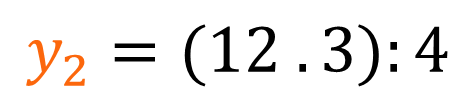 y₂ = (12 . 3): 4